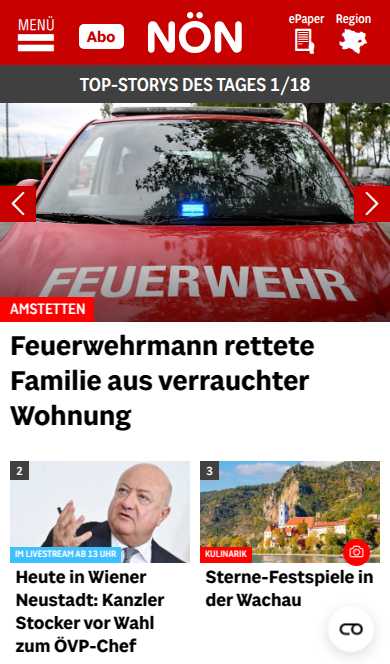 MENÜ
Abo
NÖN
ePaper
Region
TOP-STORYS DES TAGES 1/18
FEUERWEHR
AMSTETTEN
Feuerwehrmann rettete
Familie aus verrauchter
Wohnung
2
IM LIVESTREAM AB 13 UHR
Heute in Wiener
Neustadt: Kanzler
Stocker vor Wahl
zum ÖVP-Chef
3
KULINARIK
Sterne-Festspiele in
der Wachau